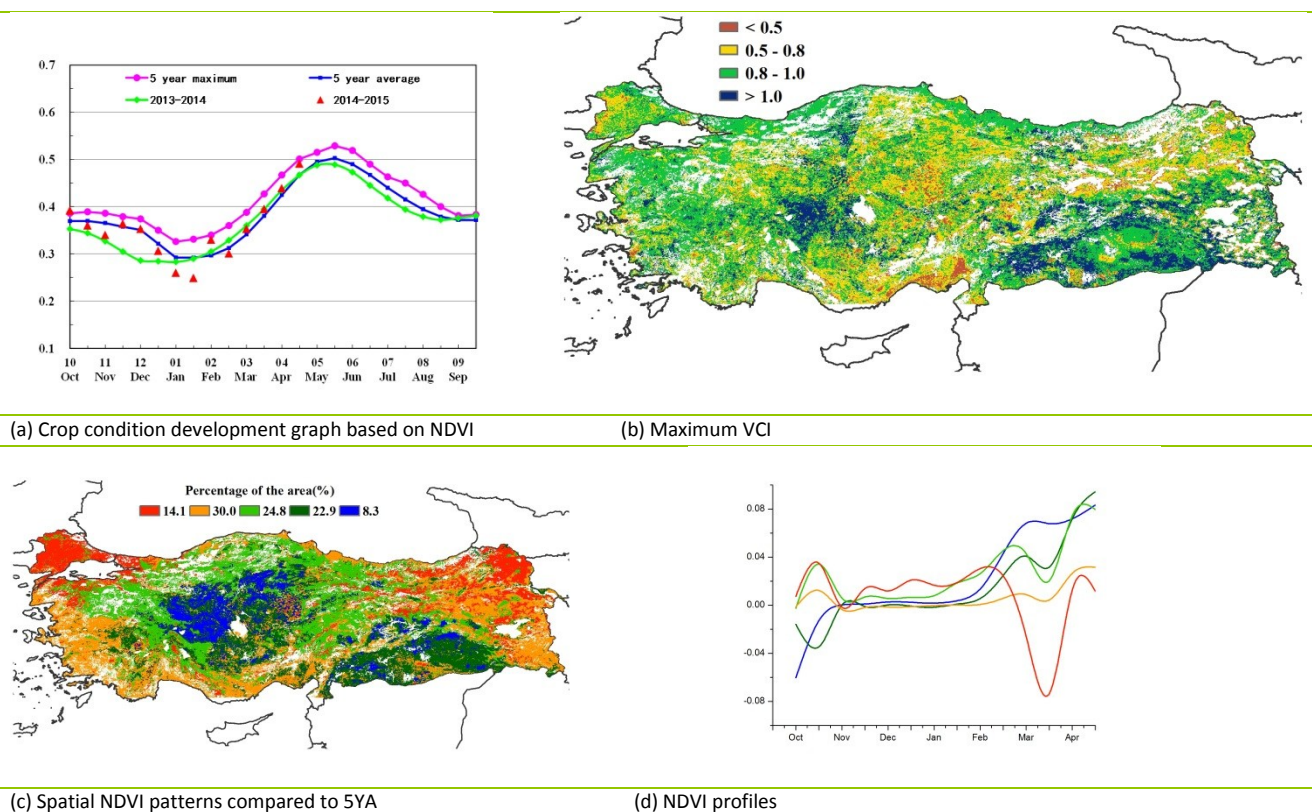 0.7
5 year maximum 5 year average
2013-2014 2014-2015
0.6
0.5
0.4
0.3
0.2
0.1
10 11 12 01 02 03 04 05 06 07 08 09
Oct Nov Dec Jan Feb Mar Apr May Jun Jul Aug Sep
< 0.5
0.5 - 0.8
0.8 - 1.0
> 1.0
(a) Crop condition development graph based on NDVI
(b) Maximum VCI
Percentage of the area(%)
14.1 30.0 24.8 22.9 8.3
0.08
0.04
0.00
-0.04
-0.08
Oct Nov Dec Jan Feb Mar Apr
(c) Spatial NDVI patterns compared to 5YA
(d) NDVI profiles